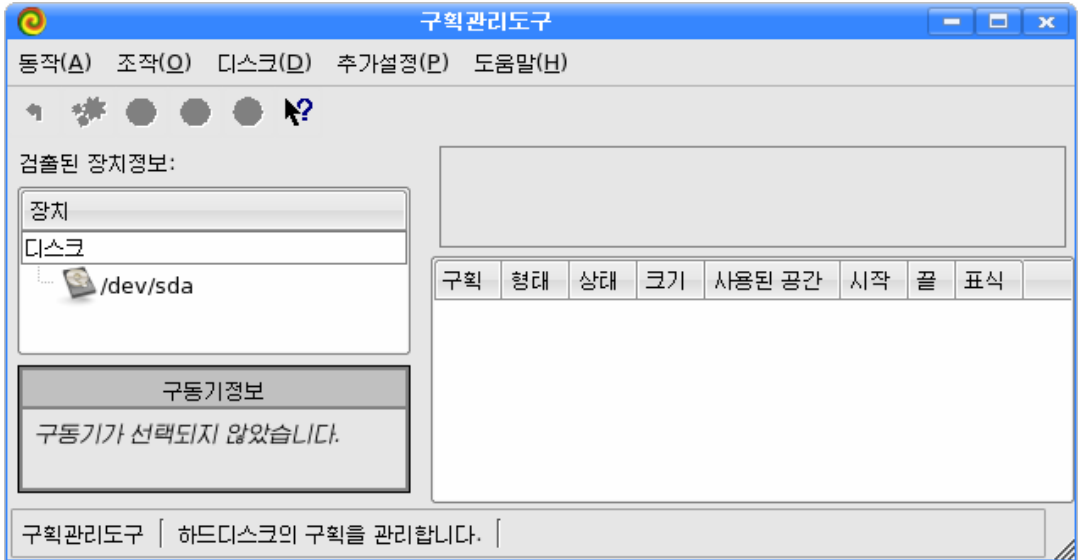 구획관리도구
동작(A) 조작(O) 디스크(D) 추가설정(P) 도움말(H)
검출된 장치정보:
장치
디스크
/dev/sda
구획 형태 상태 크기 사용된 공간 시작 끌 표식
구동기정보
구동기가 선택되지 않았습니다.
구획관리도구 하드디스크의 구획을 관리합니다.